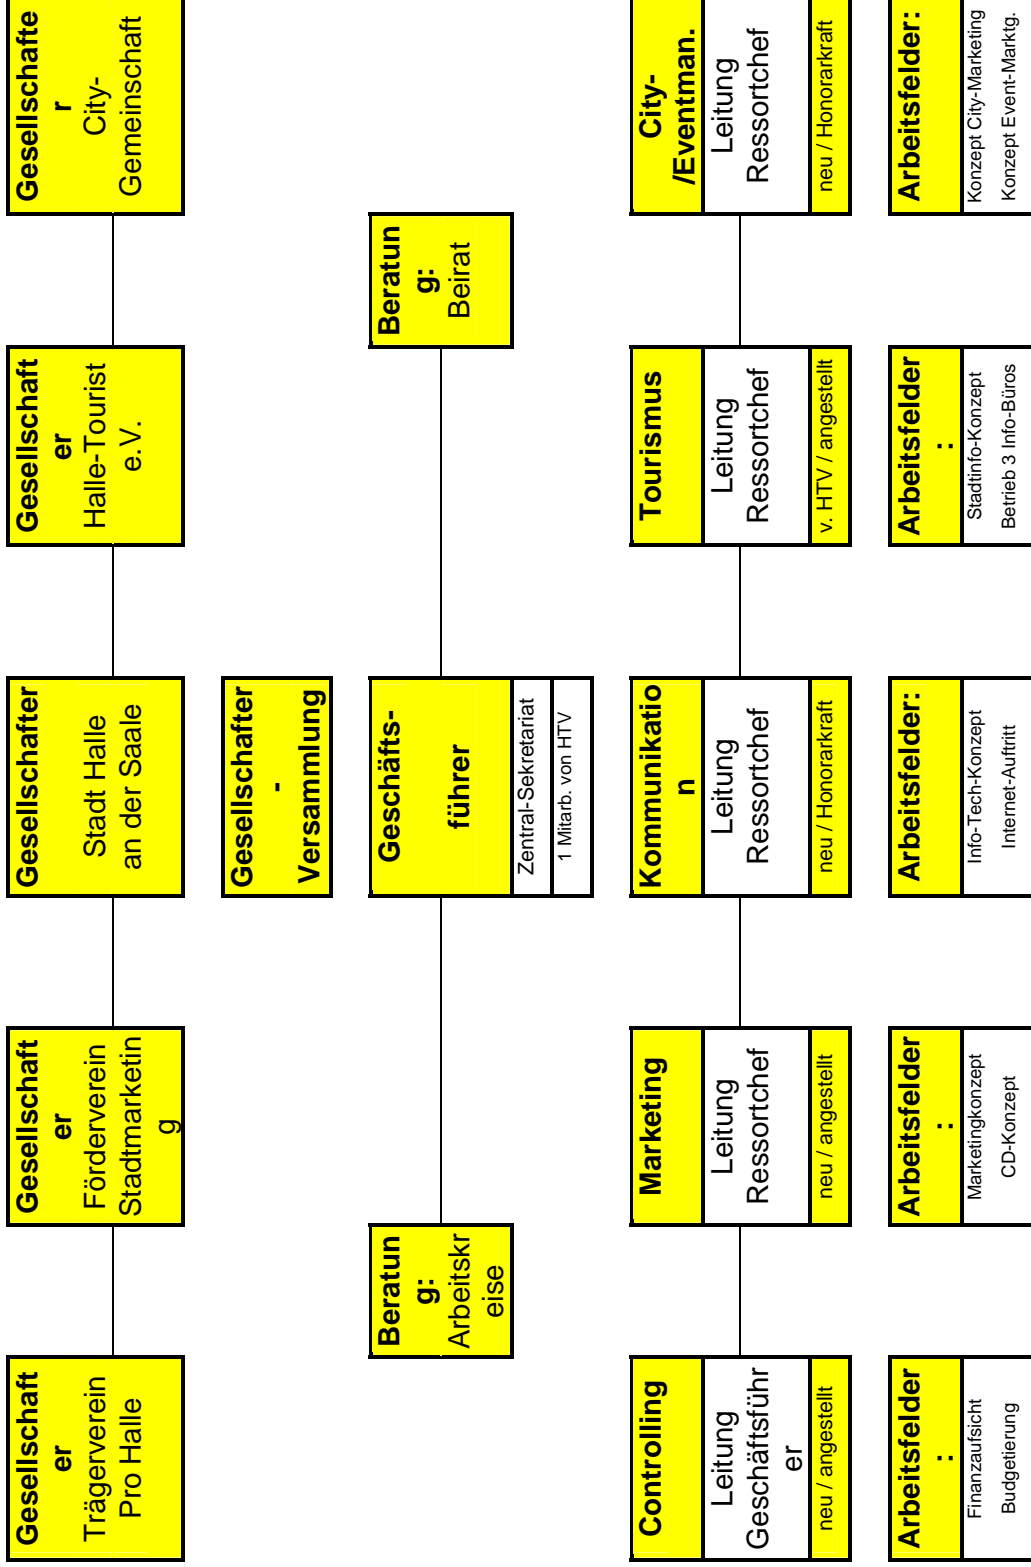 Gesellschaft
er
Trägerverein
Pro Halle
Gesellschaft
er
Förderverein
Stadtmarketin
g
Gesellschafter
Stadt Halle
an der Saale
Gesellschaft
er
Halle-Tourist
e.V.
Gesellschafte
r
City-
Gemeinschaft
Gesellschafter
-
Versammlung
Beratun
g:
Arbeitskr
eise
Geschäfts-
führer
Zentral-Sekretariat
1 Mitarb. von HTV
Beratun
g:
Beirat
Controlling
Leitung
Geschäftsführ
er
neu / angestellt
Marketing
Leitung
Ressortchef
neu / angestellt
Kommunikatio
n
Leitung
Ressortchef
neu / Honorarkraft
Tourismus
Leitung
Ressortchef
v. HTV / angestellt
City-
/Eventman.
Leitung
Ressortchef
neu / Honorarkraft
Arbeitsfelder
:
Finanzaufsicht
Budgetierung
Arbeitsfelder
:
Marketingkonzept
CD-Konzept
Arbeitsfelder:
Info-Tech-Konzept
Internet-Auftritt
Arbeitsfelder
:
Stadtinfo-Konzept
Betrieb 3 Info-Büros
Arbeitsfelder:
Konzept City-Marketing
Konzept Event-Marktg.